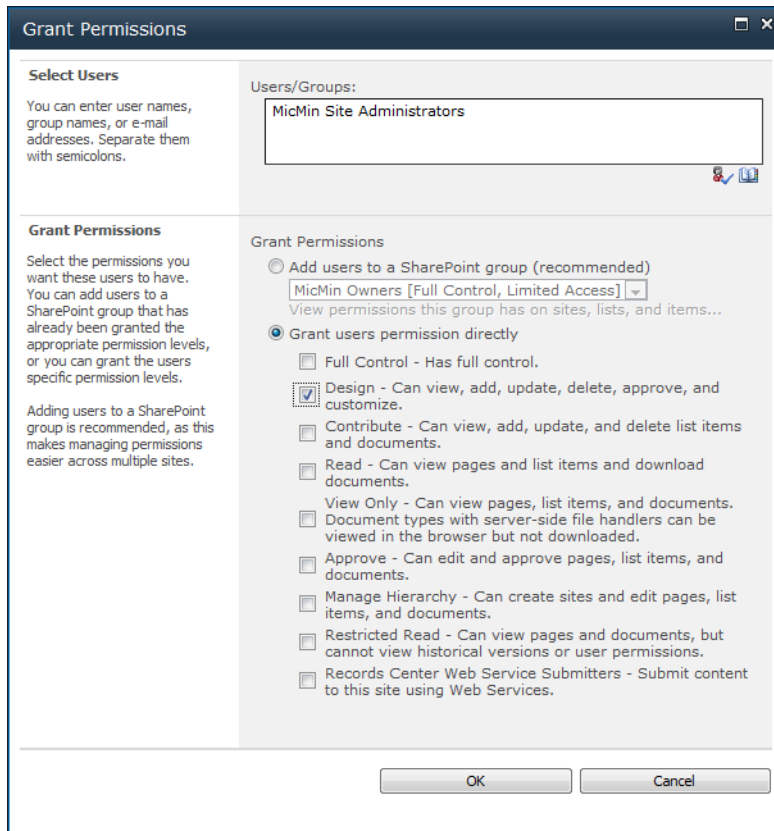 Grant Permissions
Select Users
You can enter user names,
group names, or e-mail
addresses. Separate them
with semicolons.
Users/Groups:
MicMin Site Administrators
Grant Permissions
Select the permissions you
want these users to have.
You can add users to a
SharePoint group that has
already been granted the
appropriate permission levels,
or you can grant the users
specific permission levels.
Adding users to a SharePoint
group is recommended, as this
makes managing permissions
easier across multiple sites.
Grant Permissions
Add users to a SharePoint group (recommended)
MicMin Owners [Full Control, Limited Access]
View permissions this group has on sites, lists, and items...
Grant users permission directly
Full Control - Has full control.
Design - Can view, add, update, delete, approve, and
customize.
Contribute - Can view, add, update, and delete list items
and documents.
Read - Can view pages and list items and download
documents.
View Only - Can view pages, list items, and documents.
Document types with server-side file handlers can be
viewed in the browser but not downloaded.
Approve - Can edit and approve pages, list items, and
documents.
Manage Hierarchy - Can create sites and edit pages, list
items, and documents.
Restricted Read - Can view pages and documents, but
cannot view historical versions or user permissions.
Records Center Web Service Submitters - Submit content
to this site using Web Services.
OK
Cancel